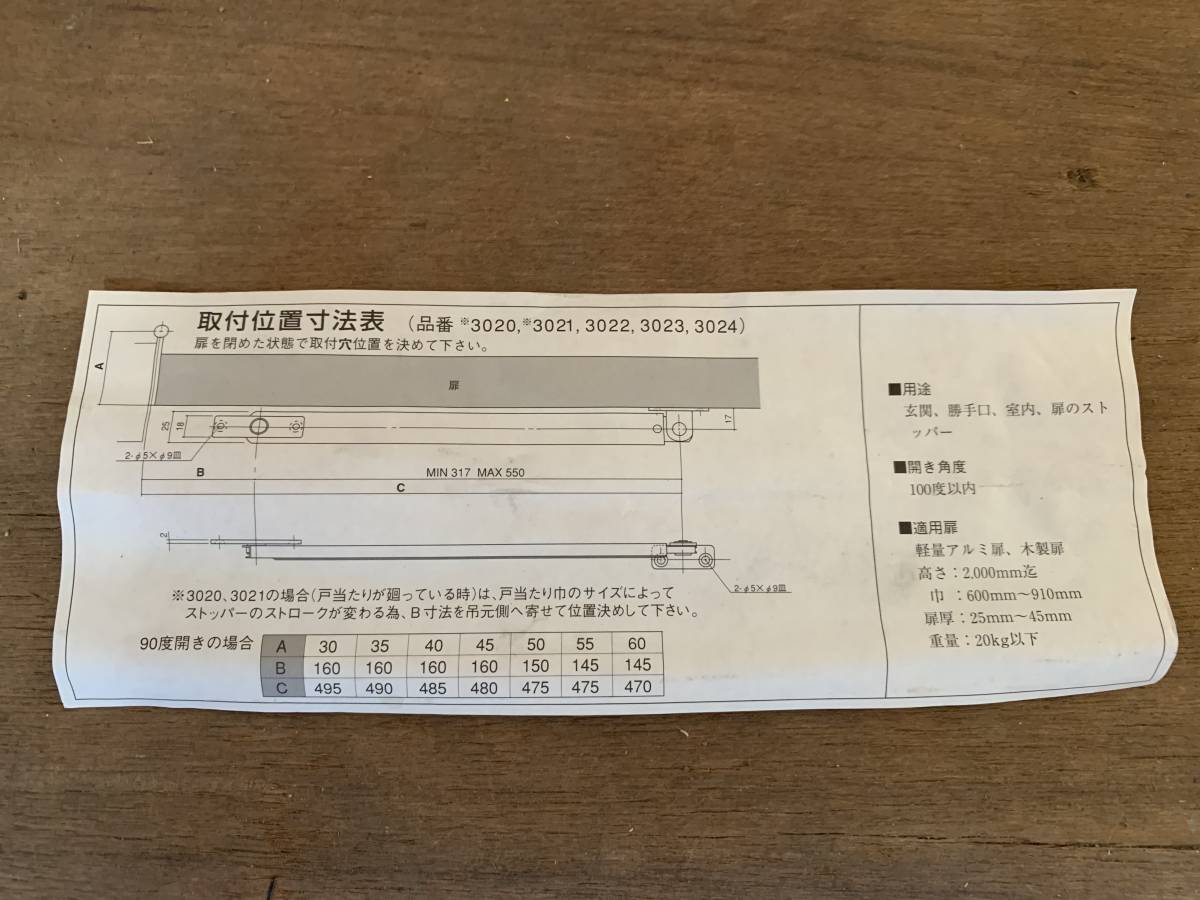 取付位置寸法表 （品番 ※3020,※3021, 3022, 3023, 3024）
扉を閉めた状態で取付穴位置を決めて下さい。
A
扉
25
18
17
2-φ5×φ9皿
B
MIN 317 MAX 550
C
2
2-φ5×φ9皿
※3020、3021の場合（戸当たりが廻っている時）は、戸当たり巾のサイズによって
ストッパーのストロークが変わる為、B寸法を吊元側へ寄せて位置決めして下さい。
90度開きの場合
A 30 35 40 45 50 55 60
B 160 160 160 160 150 145 145
C 495 490 485 480 475 475 470
■用途
玄関、勝手口、室内、扉のスト
ッパー
■開き角度
100度以内
■適用扉
軽量アルミ扉、木製扉
高さ：2,000mm迄
巾 ：600mm〜910mm
扉厚：25mm〜45mm
重量：20kg以下